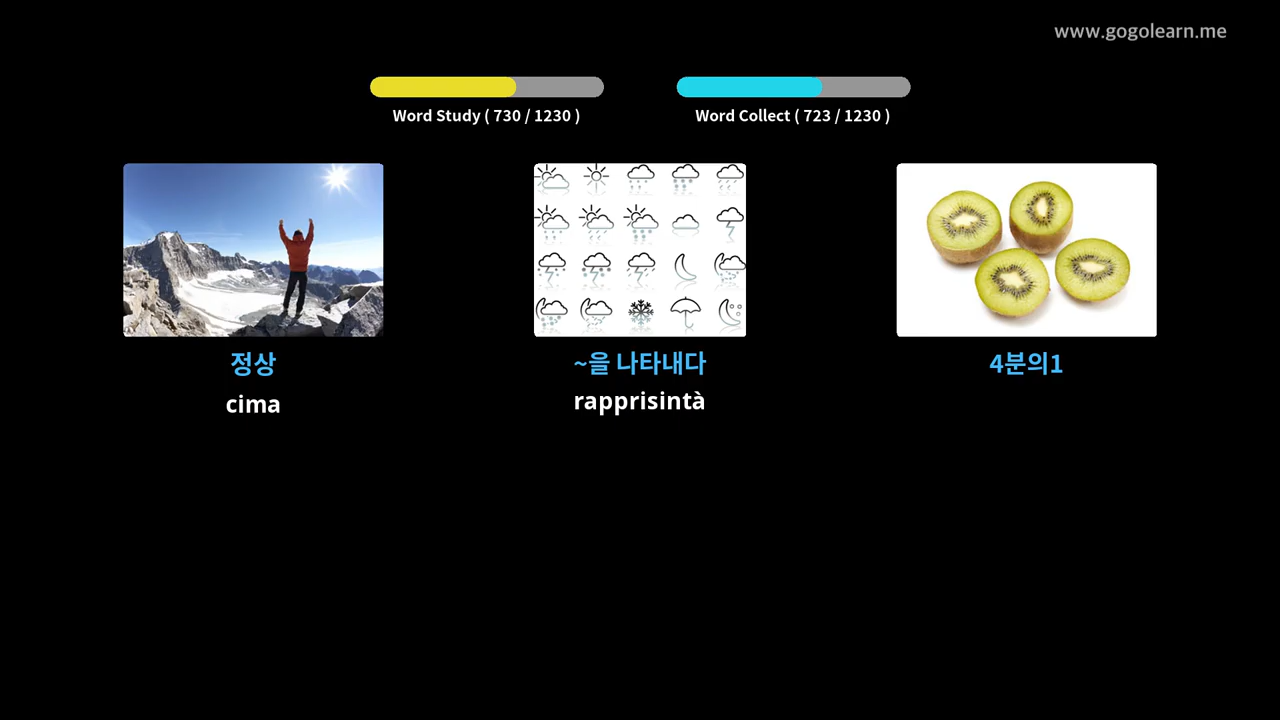 www.gogolearn.me
Word Study ( 730 / 1230 )
Word Collect ( 723 / 1230 )
정상
cima
~을 나타내다
rapprisintà
4분의1